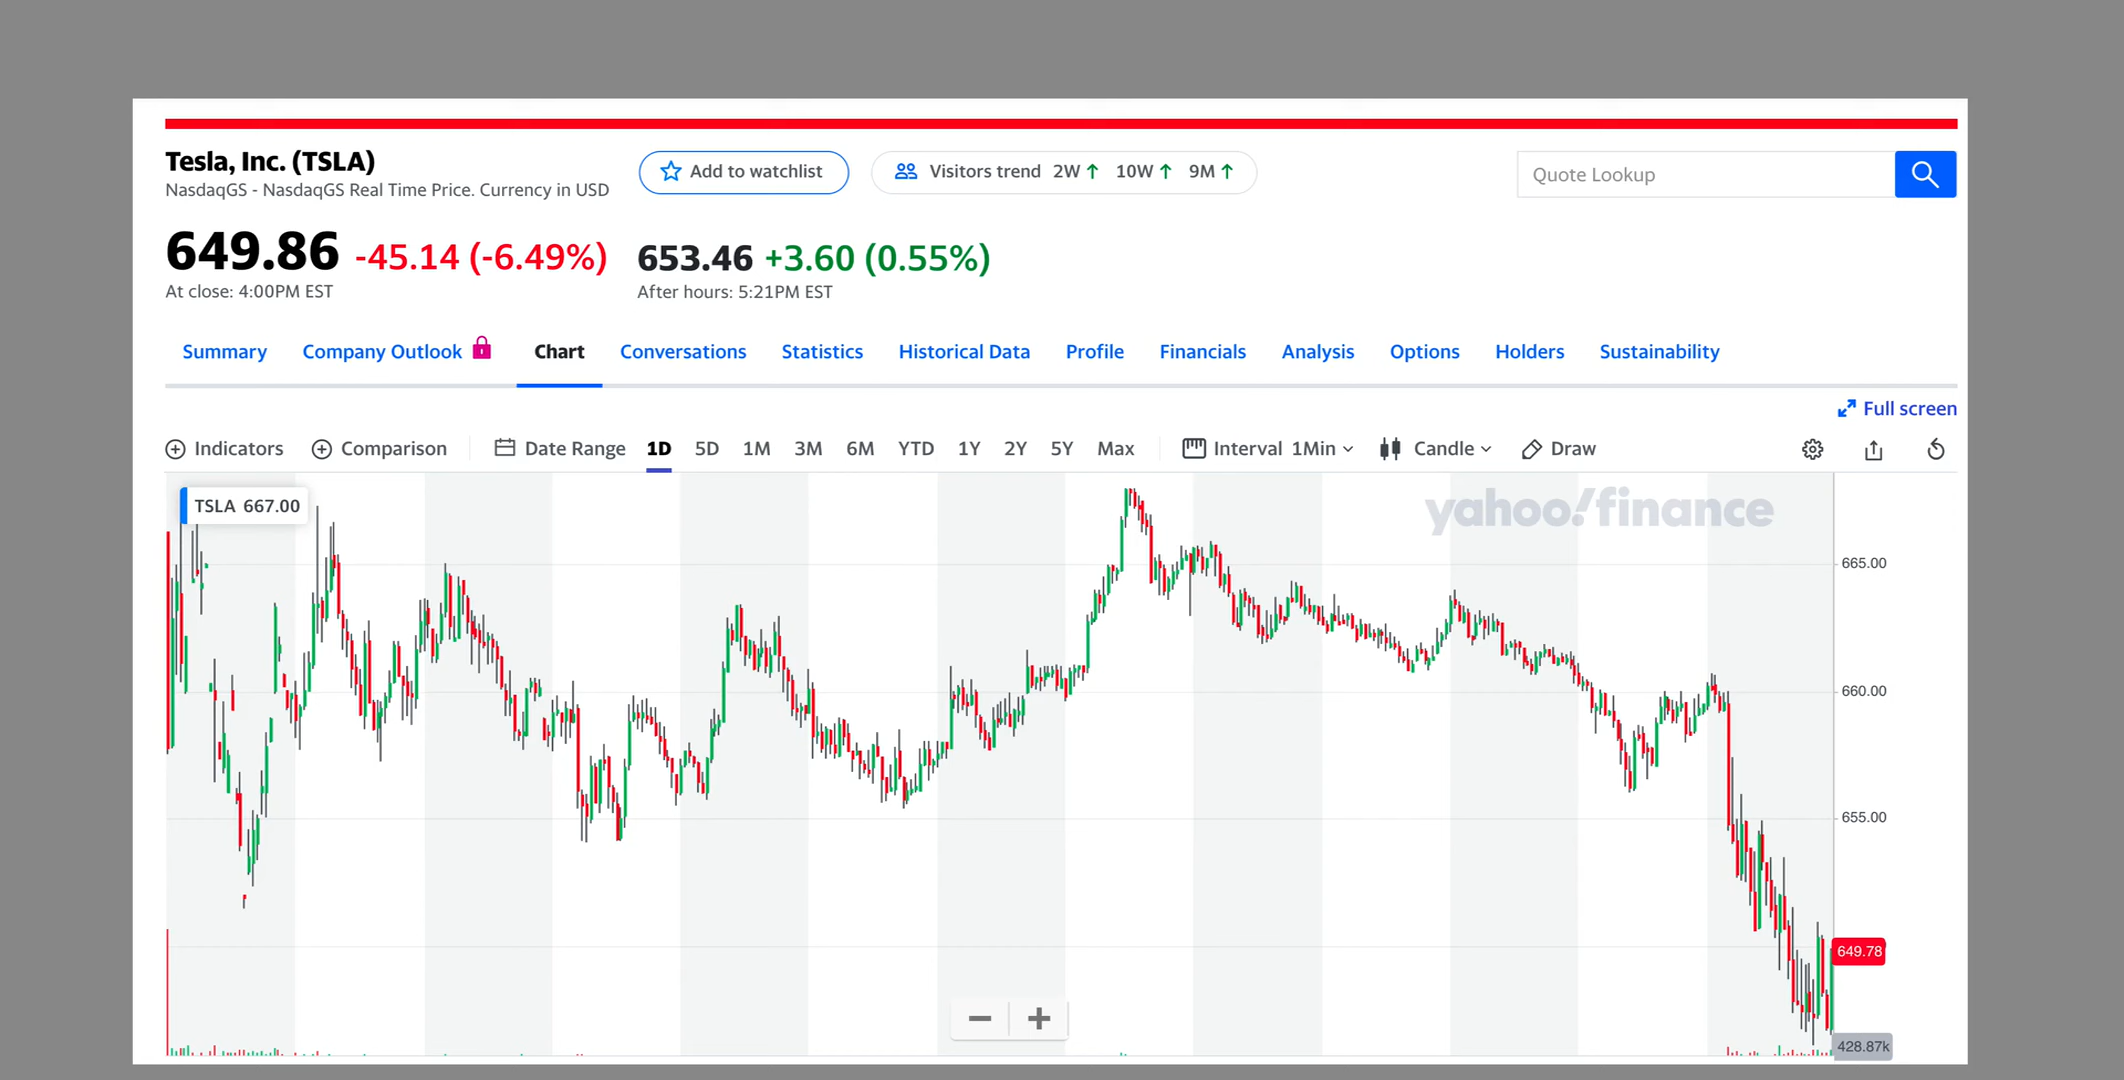 Tesla, Inc. (TSLA)
NasdaqGS - NasdaqGS Real Time Price. Currency in USD
Add to watchlist
Visitors trend 2W 10W 9M
Quote Lookup
649.86 -45.14 (-6.49%)
At close: 4:00PM EST
653.46 +3.60 (0.55%)
After hours: 5:21PM EST
Summary Company Outlook Chart Conversations Statistics Historical Data Profile Financials Analysis Options Holders Sustainability
Full screen
Indicators Comparison Date Range 1D 5D 1M 3M 6M YTD 1Y 2Y 5Y Max Interval 1Min Candle Draw
TSLA 667.00
yahoo!finance
665.00
660.00
655.00
649.78
428.87k